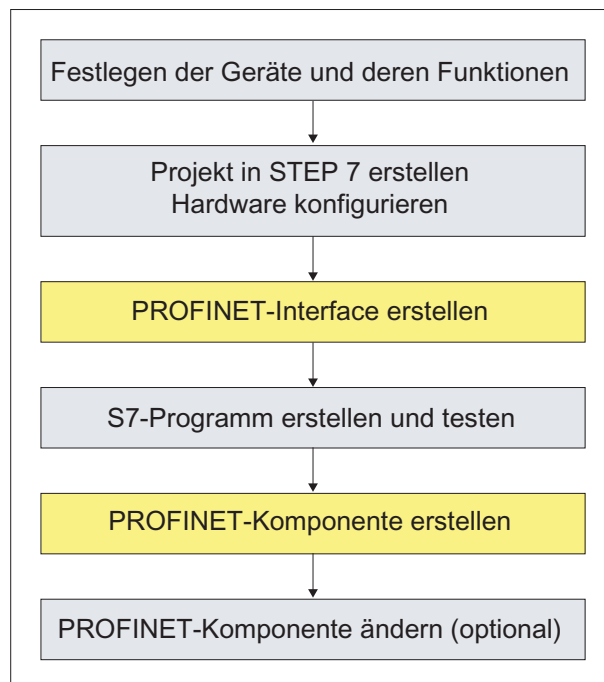 Festlegen der Geräte und deren Funktionen
Projekt in STEP 7 erstellen
Hardware konfigurieren
PROFINET-Interface erstellen
S7-Programm erstellen und testen
PROFINET-Komponente erstellen
PROFINET-Komponente ändern (optional)